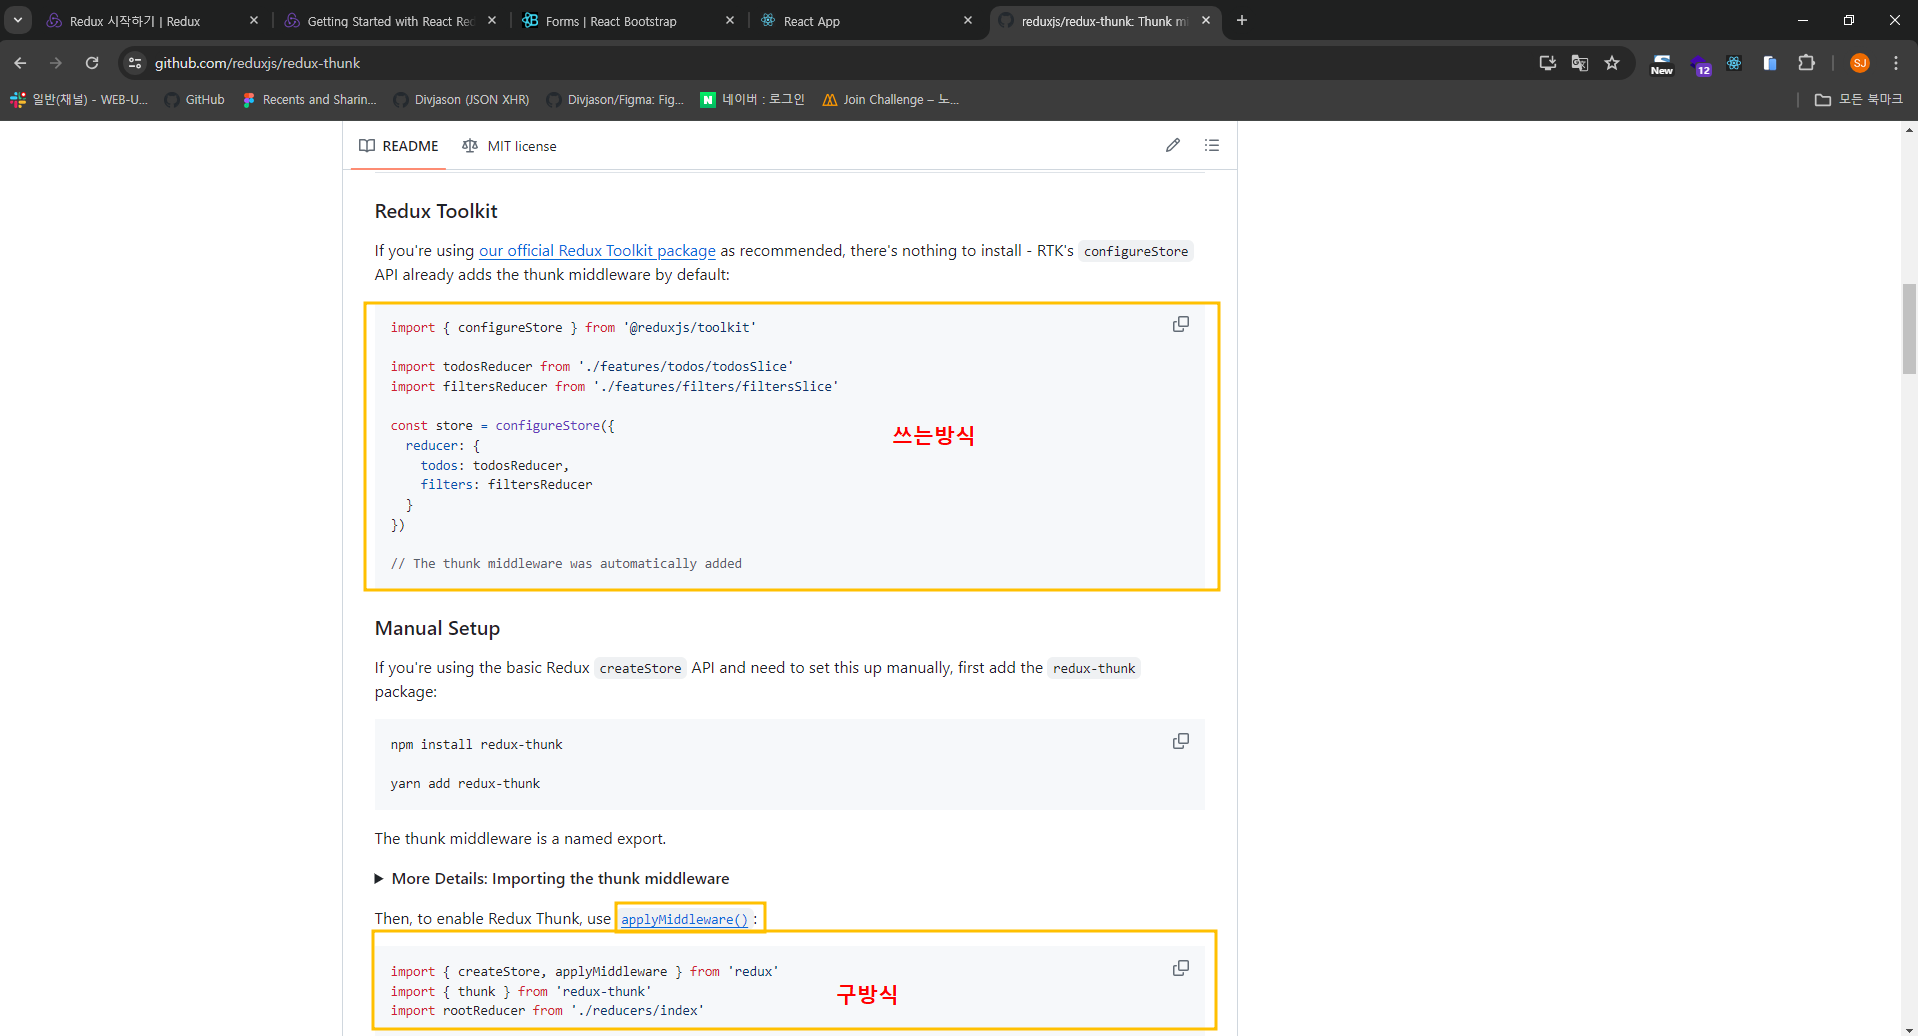 Redux 시작하기 | Redux
Getting Started with React Rec
Forms | React Bootstrap
React App
reduxjs/redux-thunk: Thunk mi
github.com/reduxjs/redux-thunk
New
12
SJ
일반(채널) - WEB-U...
GitHub
Recents and Sharin...
Divjason (JSON XHR)
Divjason/Figma: Fig...
N 네이버 : 로그인
Join Challenge – 노...
모든 북마크
README
MIT license
Redux Toolkit
If you're using our official Redux Toolkit package as recommended, there's nothing to install - RTK's configureStore
API already adds the thunk middleware by default:
import { configureStore } from '@reduxjs/toolkit'
import todosReducer from './features/todos/todosSlice'
import filtersReducer from './features/filters/filtersSlice'
const store = configureStore({
쓰는방식
reducer: {
todos: todosReducer,
filters: filtersReducer
}
})
// The thunk middleware was automatically added
Manual Setup
If you're using the basic Redux createStore API and need to set this up manually, first add the redux-thunk
package:
npm install redux-thunk
yarn add redux-thunk
The thunk middleware is a named export.
More Details: Importing the thunk middleware
Then, to enable Redux Thunk, use applyMiddleware() :
import { createStore, applyMiddleware } from 'redux'
import { thunk } from 'redux-thunk'
구방식
import rootReducer from './reducers/index'